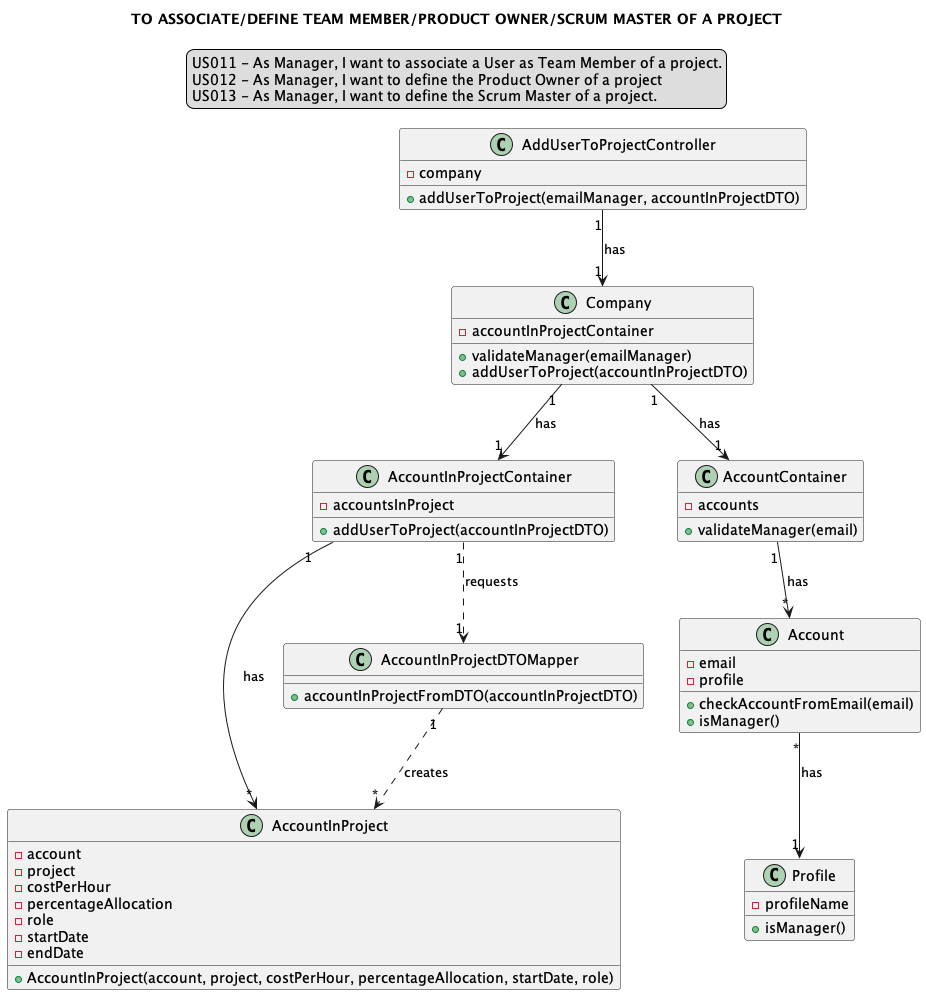 TO ASSOCIATE/DEFINE TEAM MEMBER/PRODUCT OWNER/SCRUM MASTER OF A PROJECT
US011 - As Manager, I want to associate a User as Team Member of a project.
US012 - As Manager, I want to define the Product Owner of a project
US013 - As Manager, I want to define the Scrum Master of a project.
C AddUserToProjectController
company
addUserToProject(emailManager, accountInProjectDTO)
1
has
1
C Company
accountInProjectContainer
validateManager(emailManager)
addUserToProject(accountInProjectDTO)
1
has
1
1
has
1
C AccountInProjectContainer
accountsInProject
addUserToProject(accountInProjectDTO)
C AccountContainer
accounts
validateManager(email)
1
has
*
1
requests
1
1
has
*
C AccountInProjectDTOMapper
accountInProjectFromDTO(accountInProjectDTO)
C Account
email
profile
checkAccountFromEmail(email)
isManager()
1
creates
*
*
has
1
C AccountInProject
account
project
costPerHour
percentageAllocation
role
startDate
endDate
AccountInProject(account, project, costPerHour, percentageAllocation, startDate, role)
C Profile
profileName
isManager()